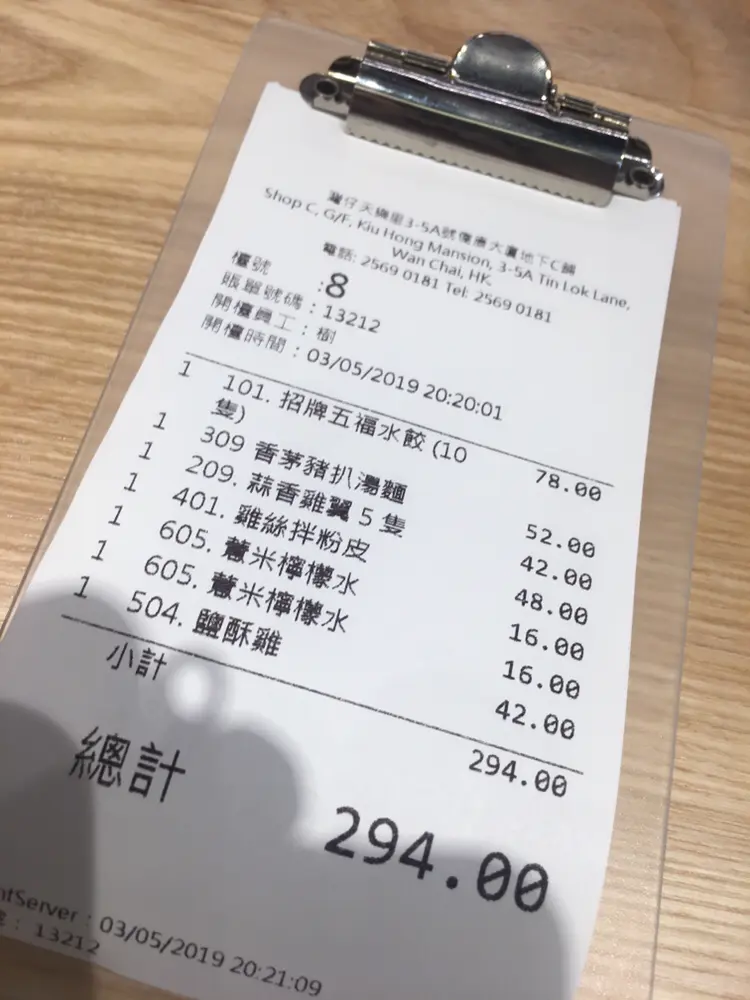 灣仔天樂里3-5A號僑康大廈地下C舖
Shop C, G/F, Kiu Hong Mansion, 3-5A Tin Lok Lane,
Wan Chai, HK.
電話: 2569 0181 Tel: 2569 0181
檯號 :8
賬單號碼：13212
開檯員工：樹
開檯時間：03/05/2019 20:20:01
1 101. 招牌五福水餃 (10 78.00
隻)
1 309 香茅豬扒湯麵 52.00
1 209. 蒜香雞翼 5 隻 42.00
1 401. 雞絲拌粉皮 48.00
1 605. 薏米檸檬水 16.00
1 605. 薏米檸檬水 16.00
1 504. 鹽酥雞 42.00
小計 294.00
總計 294.00
ntServer : 03/05/2019 20:21:09
: 13212